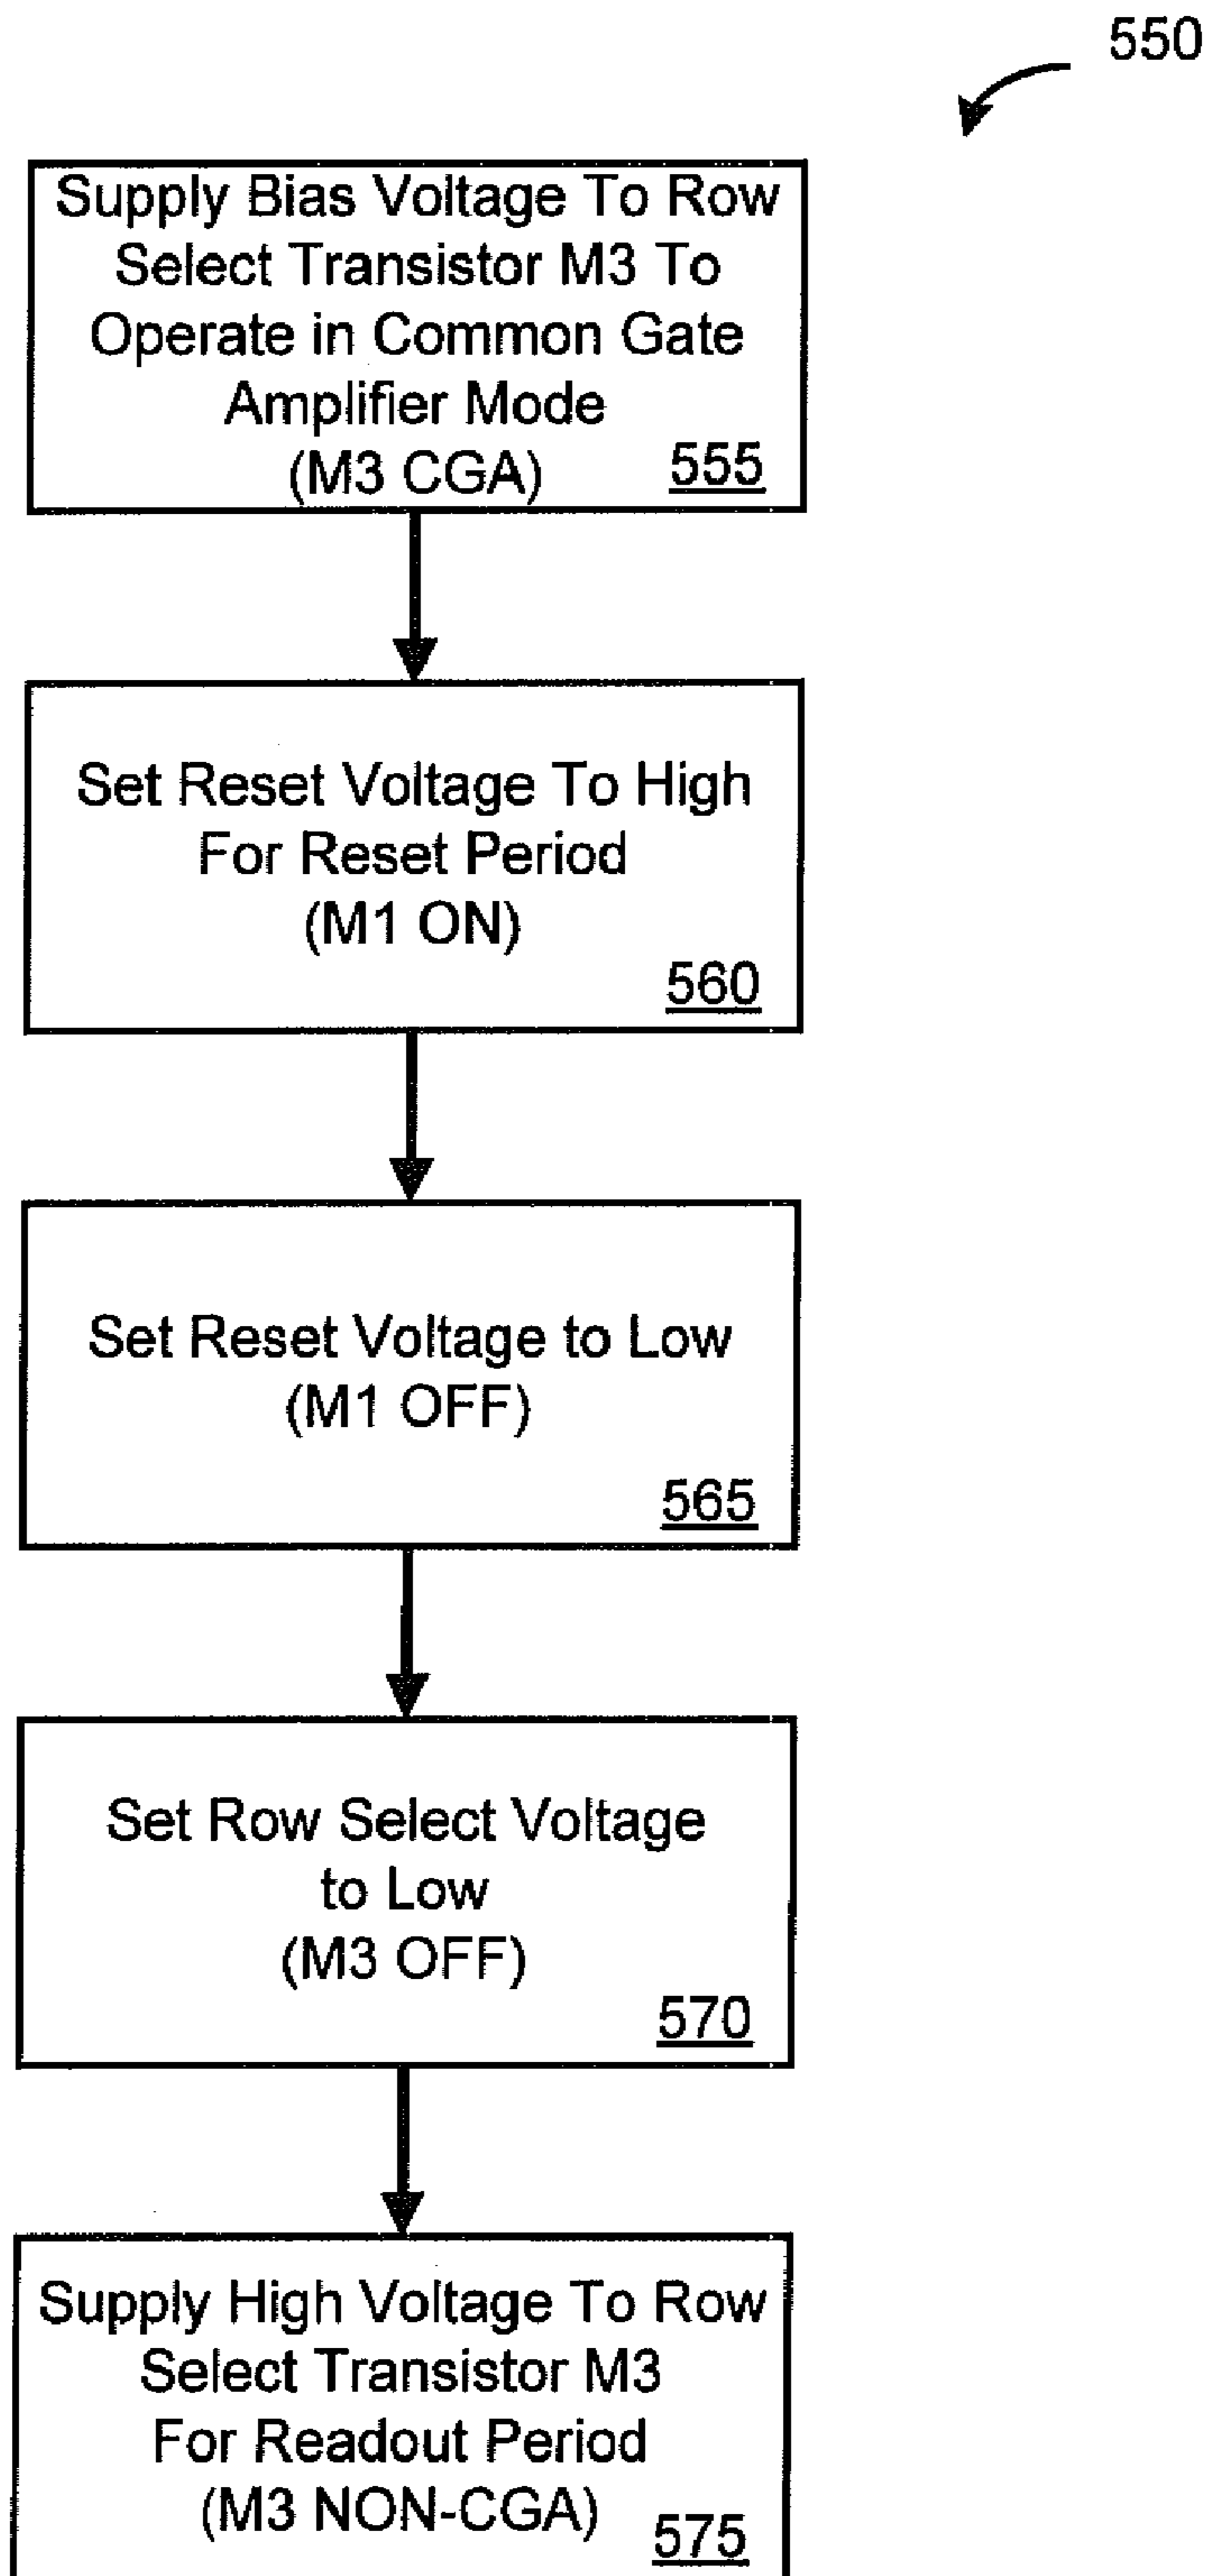 550
Supply Bias Voltage To Row
Select Transistor M3 To
Operate in Common Gate
Amplifier Mode
(M3 CGA)
555
Set Reset Voltage To High
For Reset Period
(M1 ON)
560
Set Reset Voltage to Low
(M1 OFF)
565
Set Row Select Voltage
to Low
(M3 OFF)
570
Supply High Voltage To Row
Select Transistor M3
For Readout Period
(M3 NON-CGA)
575